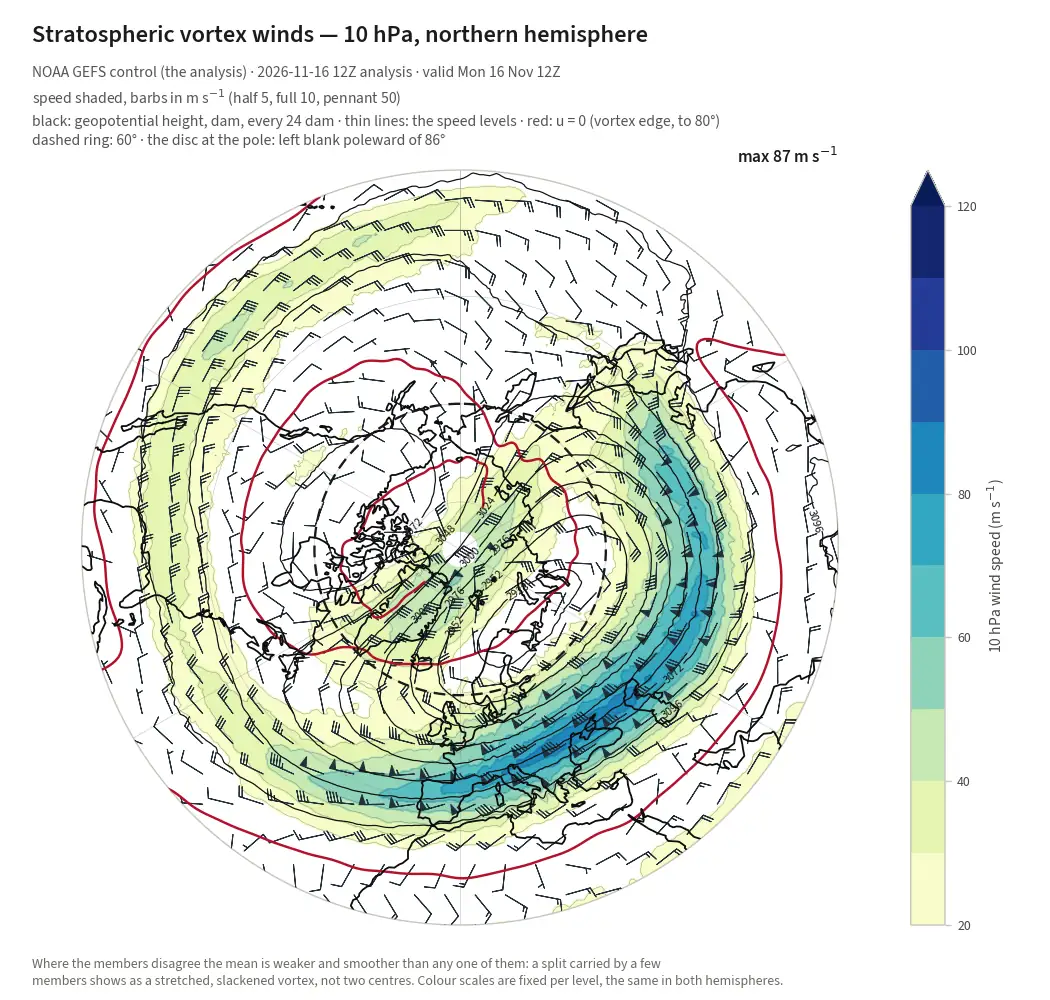 Stratospheric vortex winds — 10 hPa, northern hemisphere
NOAA GEFS control (the analysis) · 2026-11-16 12Z analysis · valid Mon 16 Nov 12Z
speed shaded, barbs in m s⁻¹ (half 5, full 10, pennant 50)
black: geopotential height, dam, every 24 dam · thin lines: the speed levels · red: u = 0 (vortex edge, to 80°)
dashed ring: 60° · the disc at the pole: left blank poleward of 86°
max 87 m s⁻¹
120
100
80
60
40
20
10 hPa wind speed (m s⁻¹)
3096
3024
3048
3000
3072
Where the members disagree the mean is weaker and smoother than any one of them: a split carried by a few
members shows as a stretched, slackened vortex, not two centres. Colour scales are fixed per level, the same in both hemispheres.